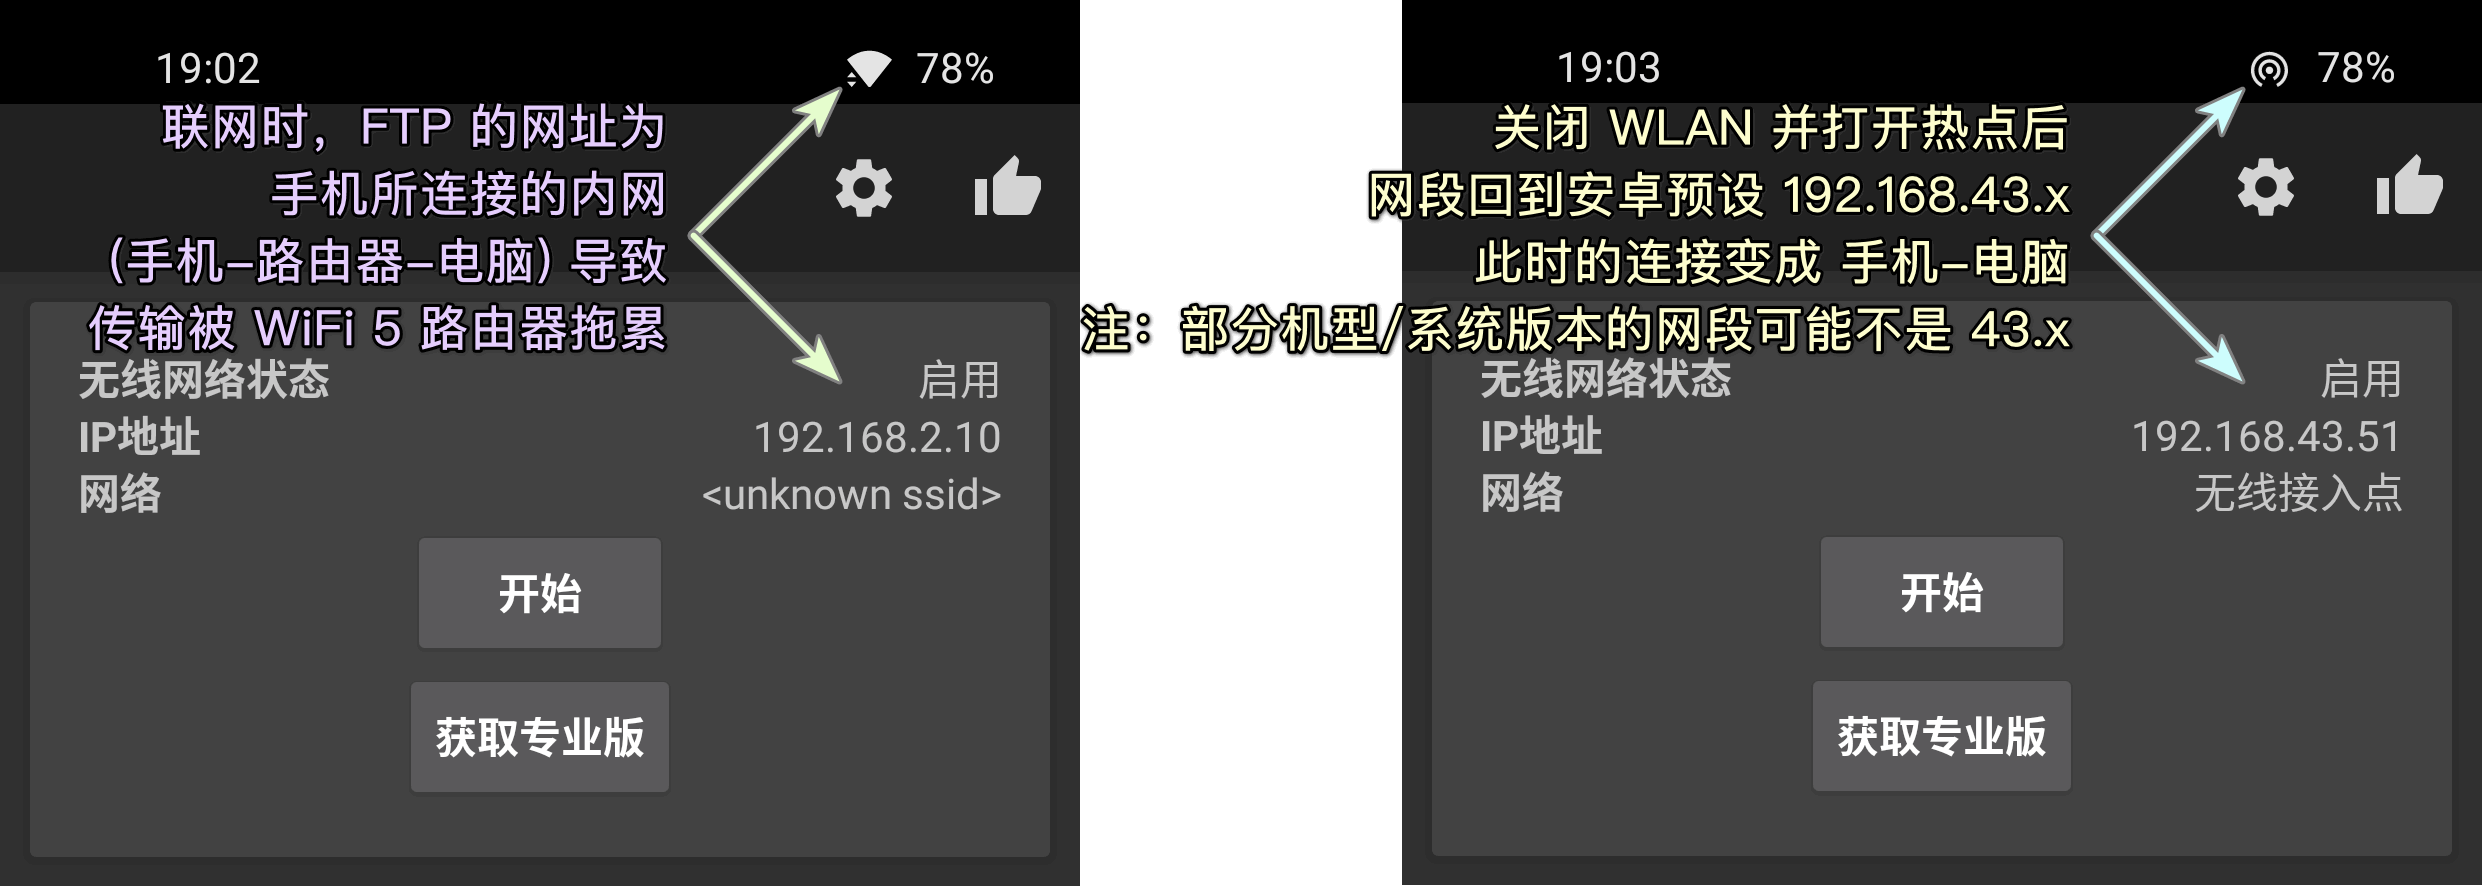 19:02
78%
联网时，FTP 的网址为
手机所连接的内网
(手机–路由器–电脑) 导致
传输被 WiFi 5 路由器拖累
无线网络状态
启用
IP地址
192.168.2.10
网络
<unknown ssid>
开始
获取专业版
19:03
78%
关闭 WLAN 并打开热点后
网段回到安卓预设 192.168.43.x
此时的连接变成 手机–电脑
注：部分机型/系统版本的网段可能不是 43.x
无线网络状态
启用
IP地址
192.168.43.51
网络
无线接入点
开始
获取专业版